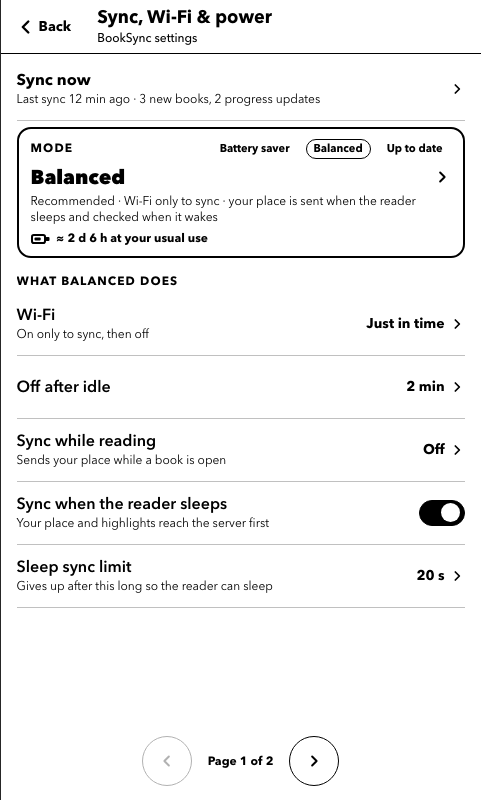 Back
Sync, Wi-Fi & power
BookSync settings
Sync now
Last sync 12 min ago · 3 new books, 2 progress updates
MODE
Battery saver
Balanced
Up to date
Balanced
Recommended · Wi-Fi only to sync · your place is sent when the reader
sleeps and checked when it wakes
≈ 2 d 6 h at your usual use
WHAT BALANCED DOES
Wi-Fi
On only to sync, then off
Just in time
Off after idle
2 min
Sync while reading
Sends your place while a book is open
Off
Sync when the reader sleeps
Your place and highlights reach the server first
Sleep sync limit
Gives up after this long so the reader can sleep
20 s
Page 1 of 2